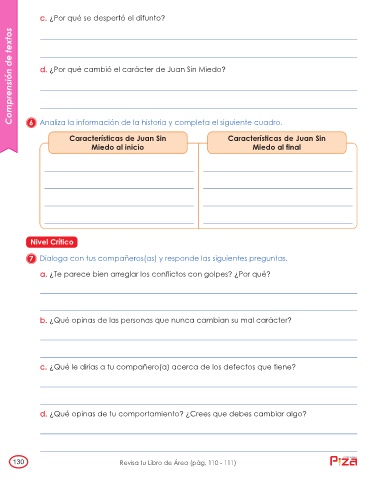 c. ¿Por qué se despertó el difunto?
d. ¿Por qué cambió el carácter de Juan Sin Miedo?
Comprensión de textos
6 Analiza la información de la historia y completa el siguiente cuadro.
Características de Juan Sin
Miedo al inicio
Características de Juan Sin
Miedo al final
Nivel Crítico
7 Dialoga con tus compañeros(as) y responde las siguientes preguntas.
a. ¿Te parece bien arreglar los conflictos con golpes? ¿Por qué?
b. ¿Qué opinas de las personas que nunca cambian su mal carácter?
c. ¿Qué le dirías a tu compañero(a) acerca de los defectos que tiene?
d. ¿Qué opinas de tu comportamiento? ¿Crees que debes cambiar algo?
130
Revisa tu Libro de Área (pág. 110 - 111)